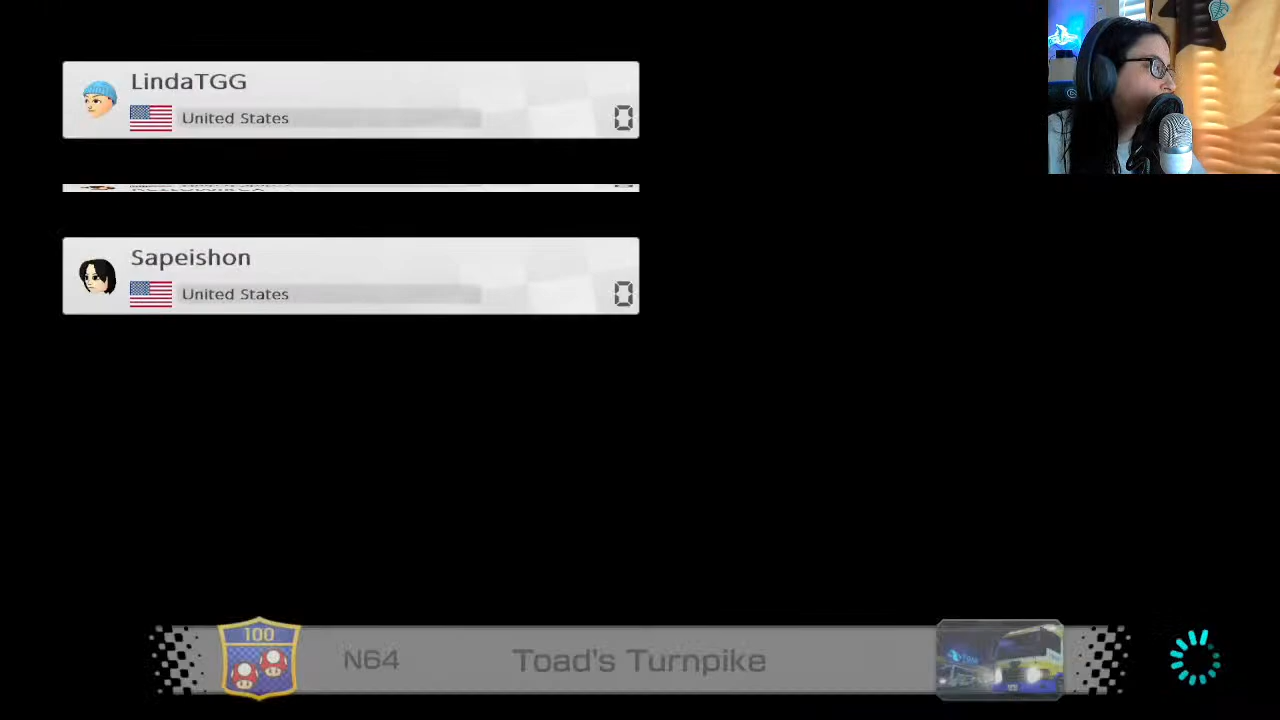 LindaTGG
United States
0
Sapeishon
United States
0
100
N64
Toad's Turnpike